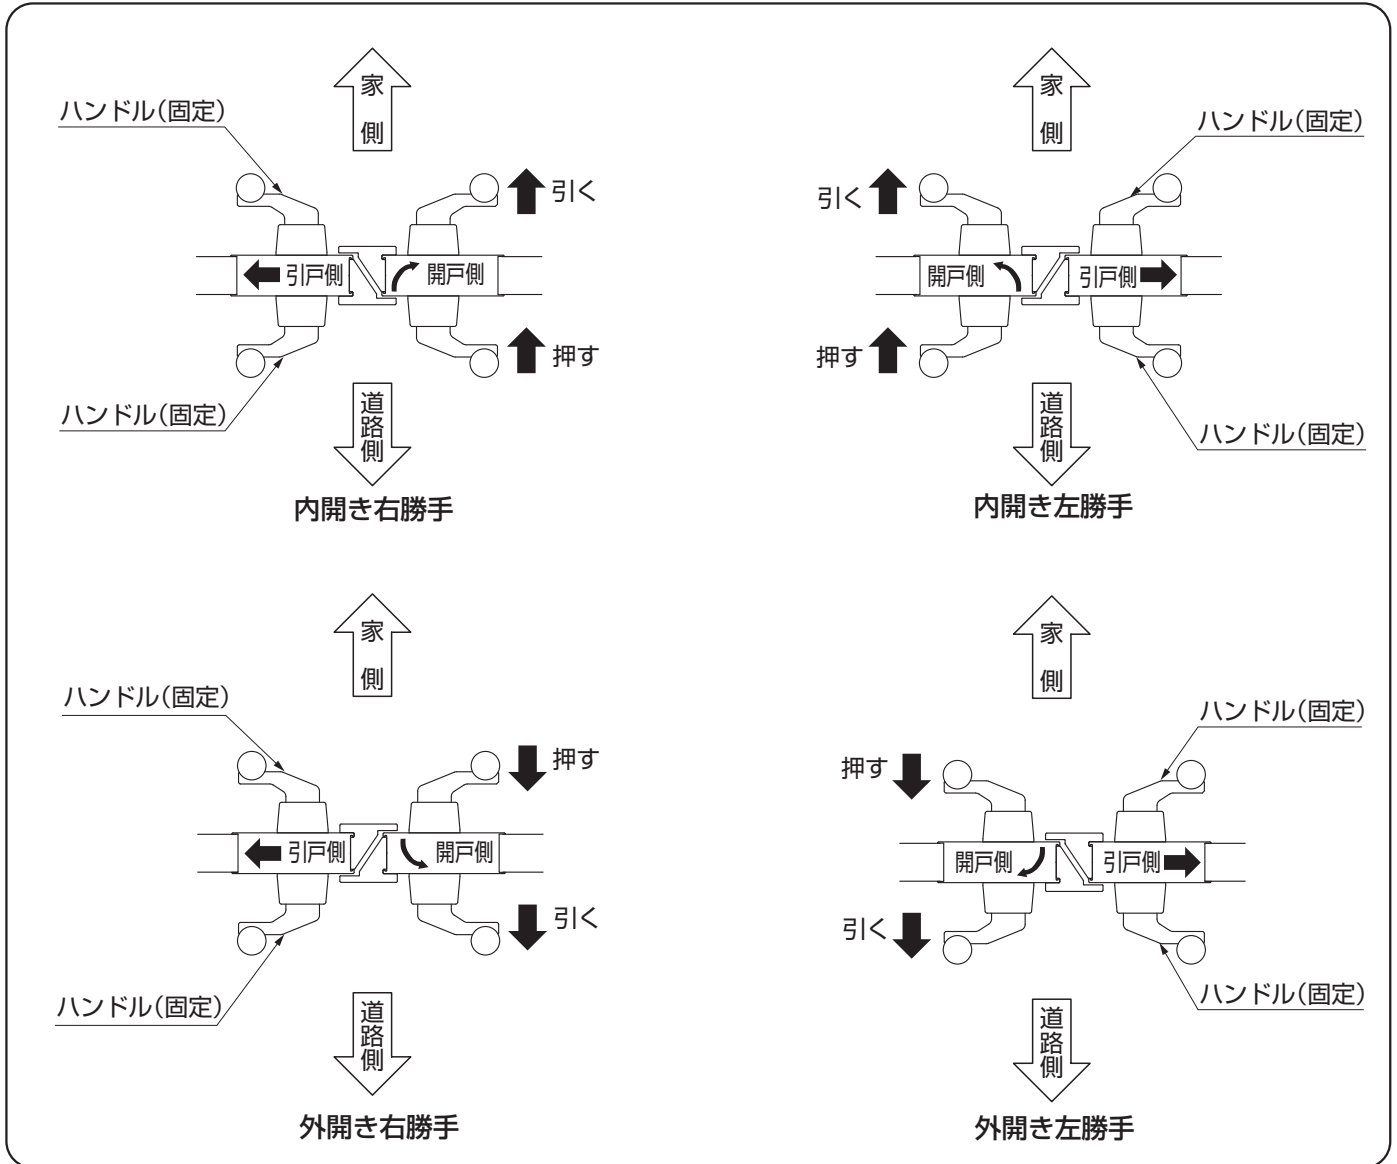 家
側
ハンドル(固定)
引く
引戸側
開戸側
押す
ハンドル(固定)
道路側
内開き右勝手
家
側
ハンドル(固定)
引く
開戸側
引戸側
押す
ハンドル(固定)
道路側
内開き左勝手
家
側
ハンドル(固定)
押す
引戸側
開戸側
引く
ハンドル(固定)
道路側
外開き右勝手
家
側
ハンドル(固定)
押す
開戸側
引戸側
引く
ハンドル(固定)
道路側
外開き左勝手